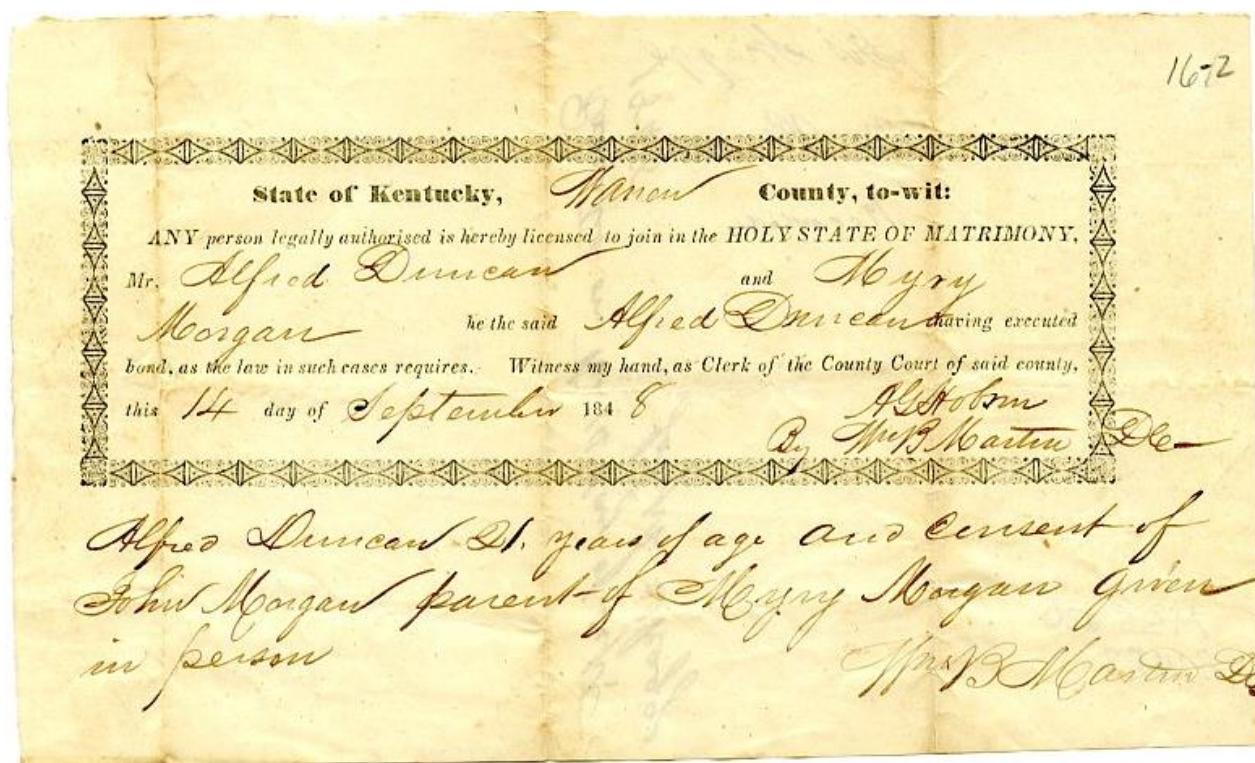 1672
State of Kentucky, Warren County, to-wit:
ANY person legally authorised is hereby licensed to join in the HOLY STATE OF MATRIMONY,
Mr. Alfred Duncan and Myry
Morgan he the said Alfred Duncan having executed
bond, as the law in such cases requires. Witness my hand, as Clerk of the County Court of said county,
this 14 day of September 1848
A G Hobson
By Wm B Martin DC
Alfred Duncan 21. years of age and consent of
John Morgan parent of Myry Morgan given
in person
Wm B Martin DC